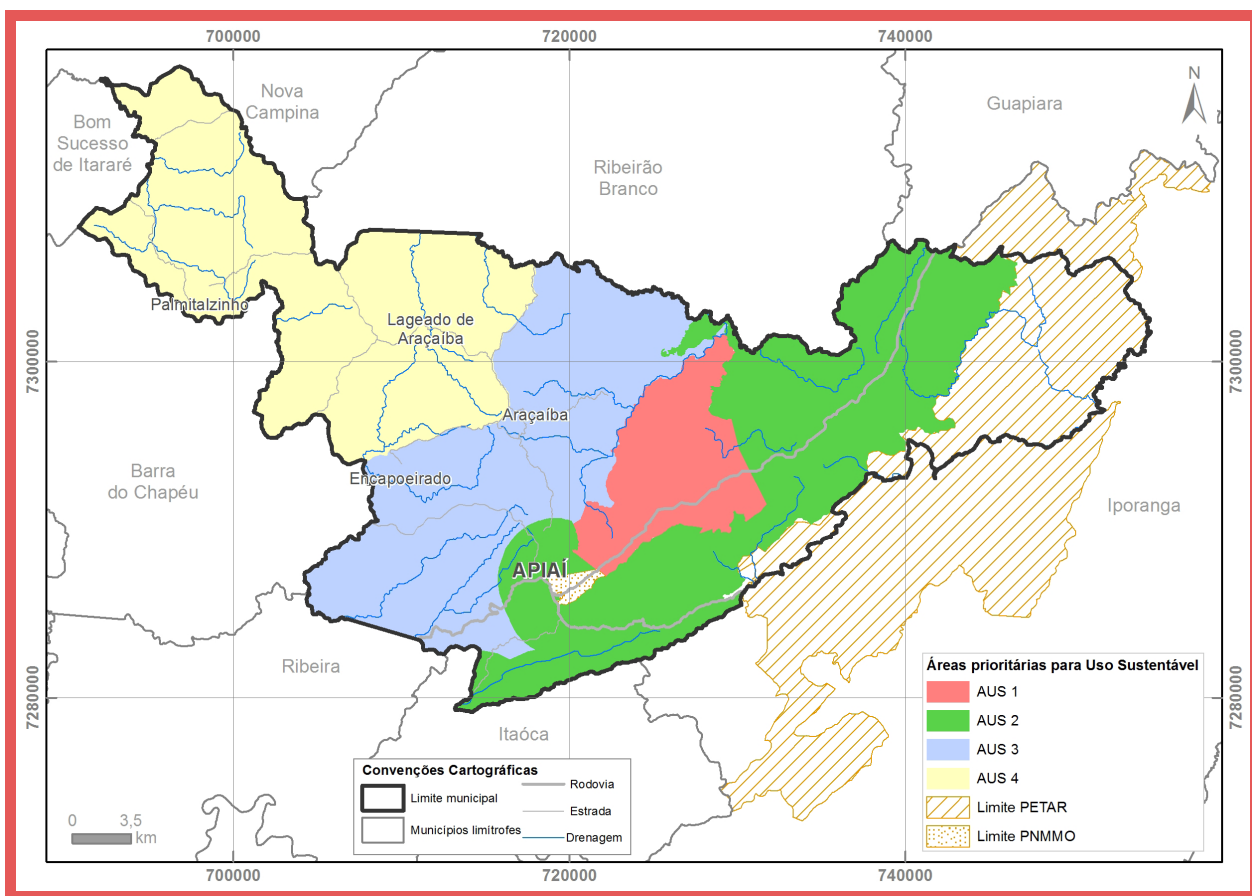 700000
720000
740000
Nova
Campina
Bom
Sucesso
de Itararé
Ribeirão
Branco
Guapiara
N
Palmitalzinho
Lageado de
Araçaíba
7300000
7300000
Araçaíba
Encapoeirado
Barra
do Chapéu
Iporanga
APIAÍ
Ribeira
Itaóca
7280000
7280000
Áreas prioritárias para Uso Sustentável
AUS 1
AUS 2
AUS 3
AUS 4
Limite PETAR
Limite PNMMO
Convenções Cartográficas
Limite municipal
Municípios limítrofes
Rodovia
Estrada
Drenagem
0 3,5
km
700000
720000
740000